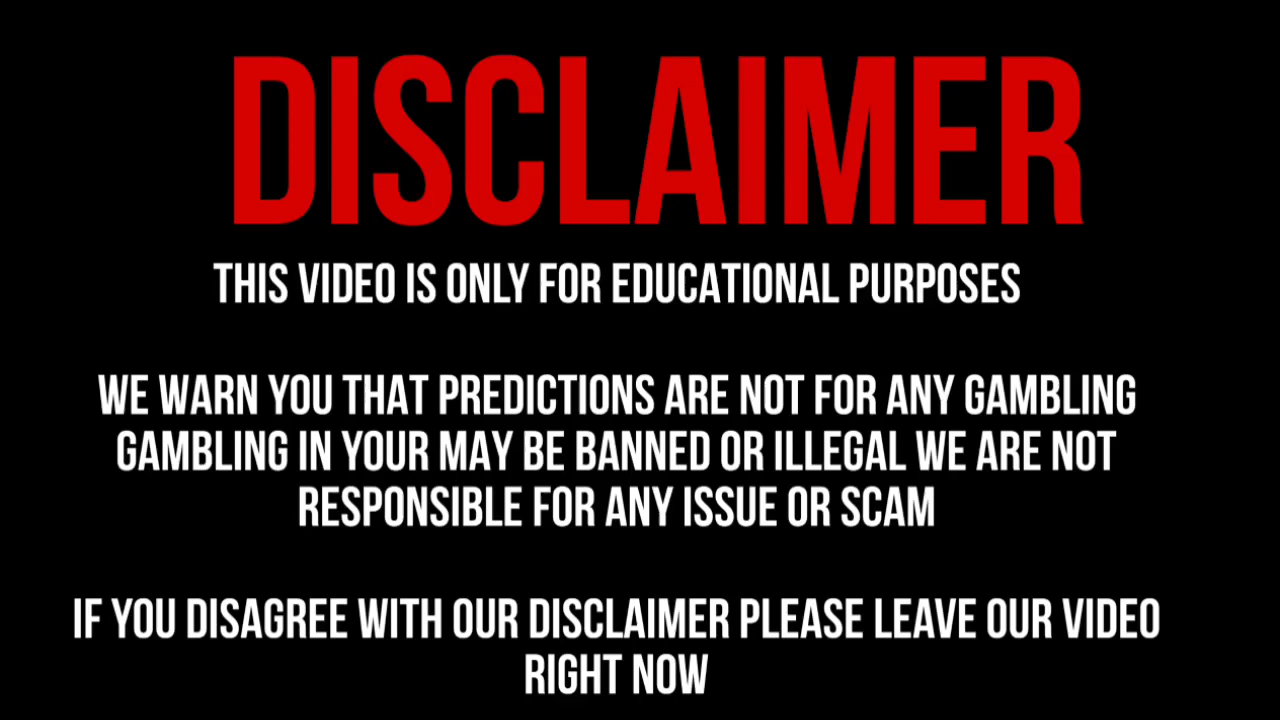 DISCLAIMER
THIS VIDEO IS ONLY FOR EDUCATIONAL PURPOSES
WE WARN YOU THAT PREDICTIONS ARE NOT FOR ANY GAMBLING
GAMBLING IN YOUR MAY BE BANNED OR ILLEGAL WE ARE NOT
RESPONSIBLE FOR ANY ISSUE OR SCAM
IF YOU DISAGREE WITH OUR DISCLAIMER PLEASE LEAVE OUR VIDEO
RIGHT NOW